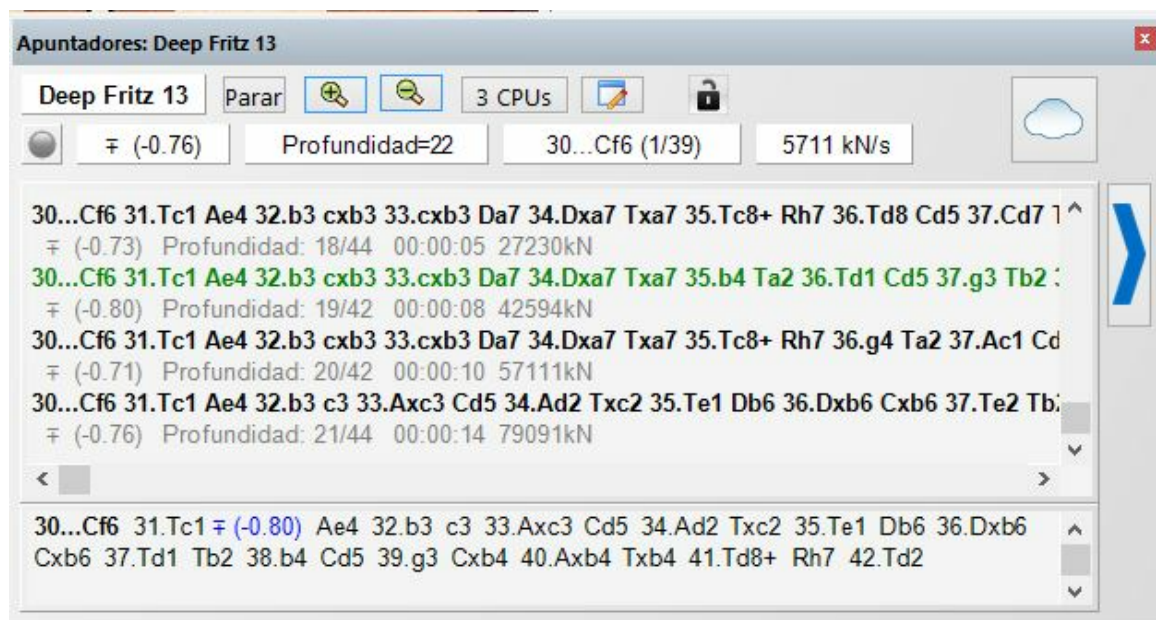 Apuntadores: Deep Fritz 13
Deep Fritz 13 Parar 3 CPUs
∓ (-0.76) Profundidad=22 30...Cf6 (1/39) 5711 kN/s
30...Cf6 31.Tc1 Ae4 32.b3 cxb3 33.cxb3 Da7 34.Dxa7 Txa7 35.Tc8+ Rh7 36.Td8 Cd5 37.Cd7
∓ (-0.73) Profundidad: 18/44 00:00:05 27230kN
30...Cf6 31.Tc1 Ae4 32.b3 cxb3 33.cxb3 Da7 34.Dxa7 Txa7 35.b4 Ta2 36.Td1 Cd5 37.g3 Tb2
∓ (-0.80) Profundidad: 19/42 00:00:08 42594kN
30...Cf6 31.Tc1 Ae4 32.b3 cxb3 33.cxb3 Da7 34.Dxa7 Txa7 35.Tc8+ Rh7 36.g4 Ta2 37.Ac1 Cd
∓ (-0.71) Profundidad: 20/42 00:00:10 57111kN
30...Cf6 31.Tc1 Ae4 32.b3 c3 33.Axc3 Cd5 34.Ad2 Txc2 35.Te1 Db6 36.Dxb6 Cxb6 37.Te2 Tb
∓ (-0.76) Profundidad: 21/44 00:00:14 79091kN
30...Cf6 31.Tc1 ∓ (-0.80) Ae4 32.b3 c3 33.Axc3 Cd5 34.Ad2 Txc2 35.Te1 Db6 36.Dxb6
Cxb6 37.Td1 Tb2 38.b4 Cd5 39.g3 Cxb4 40.Axb4 Txb4 41.Td8+ Rh7 42.Td2